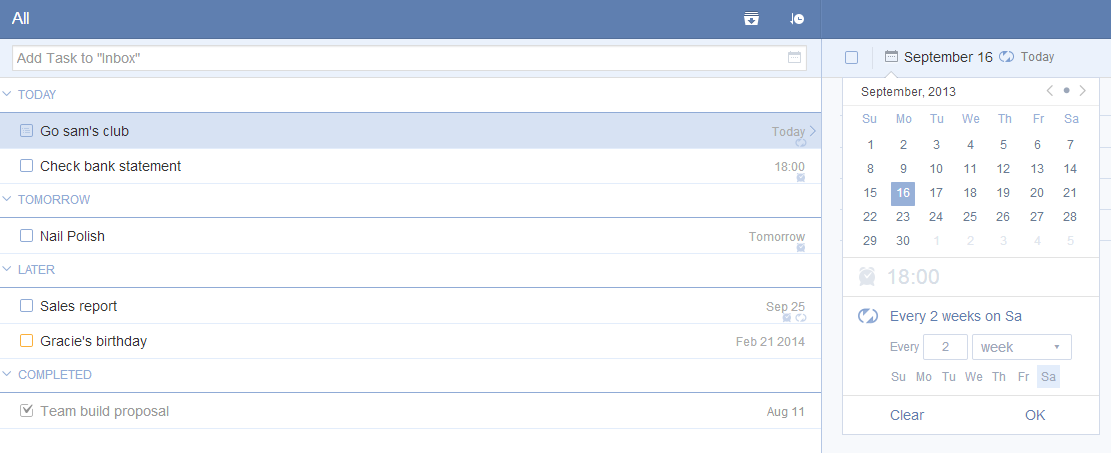 All
Add Task to "Inbox"
TODAY
Go sam's club Today
Check bank statement 18:00
TOMORROW
Nail Polish Tomorrow
LATER
Sales report Sep 25
Gracie's birthday Feb 21 2014
COMPLETED
Team build proposal Aug 11
September 16 Today
September, 2013
Su Mo Tu We Th Fr Sa
1 2 3 4 5 6 7
8 9 10 11 12 13 14
15 16 17 18 19 20 21
22 23 24 25 26 27 28
29 30 1 2 3 4 5
18:00
Every 2 weeks on Sa
Every 2 week
Su Mo Tu We Th Fr Sa
Clear OK